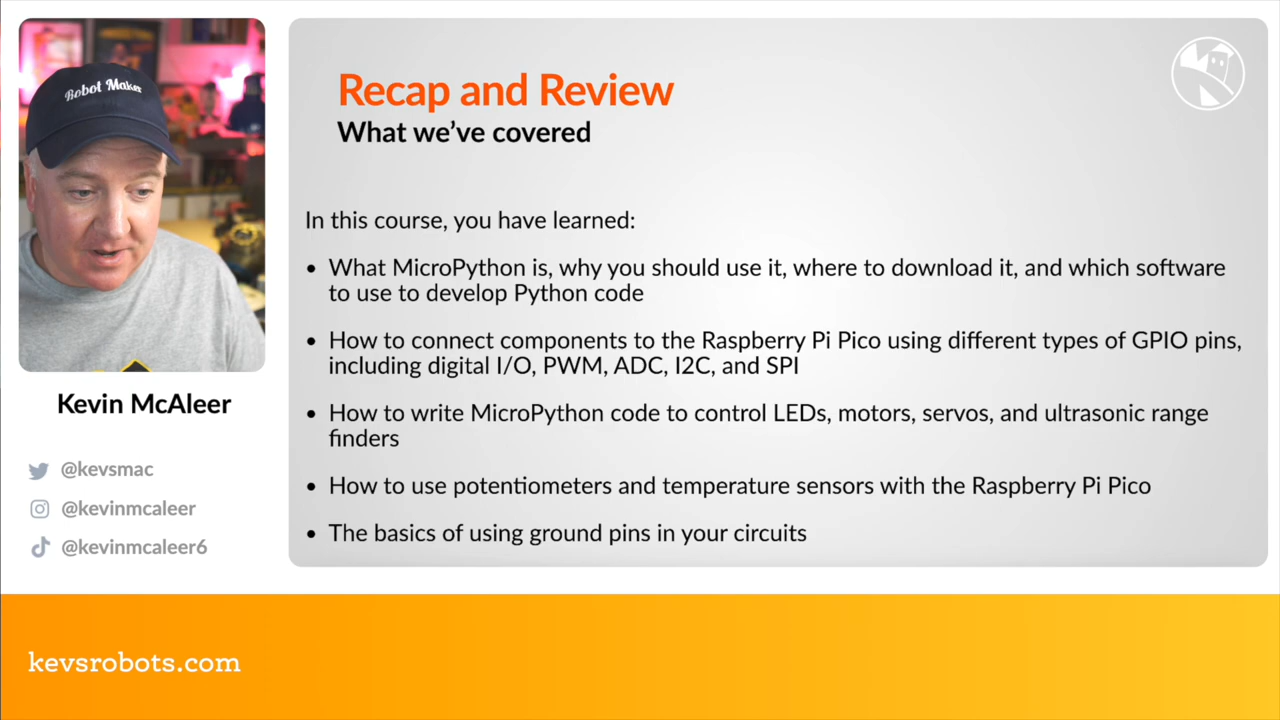 Robot Maker
Recap and Review
What we’ve covered
In this course, you have learned:
• What MicroPython is, why you should use it, where to download it, and which software
to use to develop Python code
• How to connect components to the Raspberry Pi Pico using different types of GPIO pins,
including digital I/O, PWM, ADC, I2C, and SPI
• How to write MicroPython code to control LEDs, motors, servos, and ultrasonic range
finders
• How to use potentiometers and temperature sensors with the Raspberry Pi Pico
• The basics of using ground pins in your circuits
Kevin McAleer
@kevsmac
@kevinmcaleer
@kevinmcaleer6
kevsrobots.com